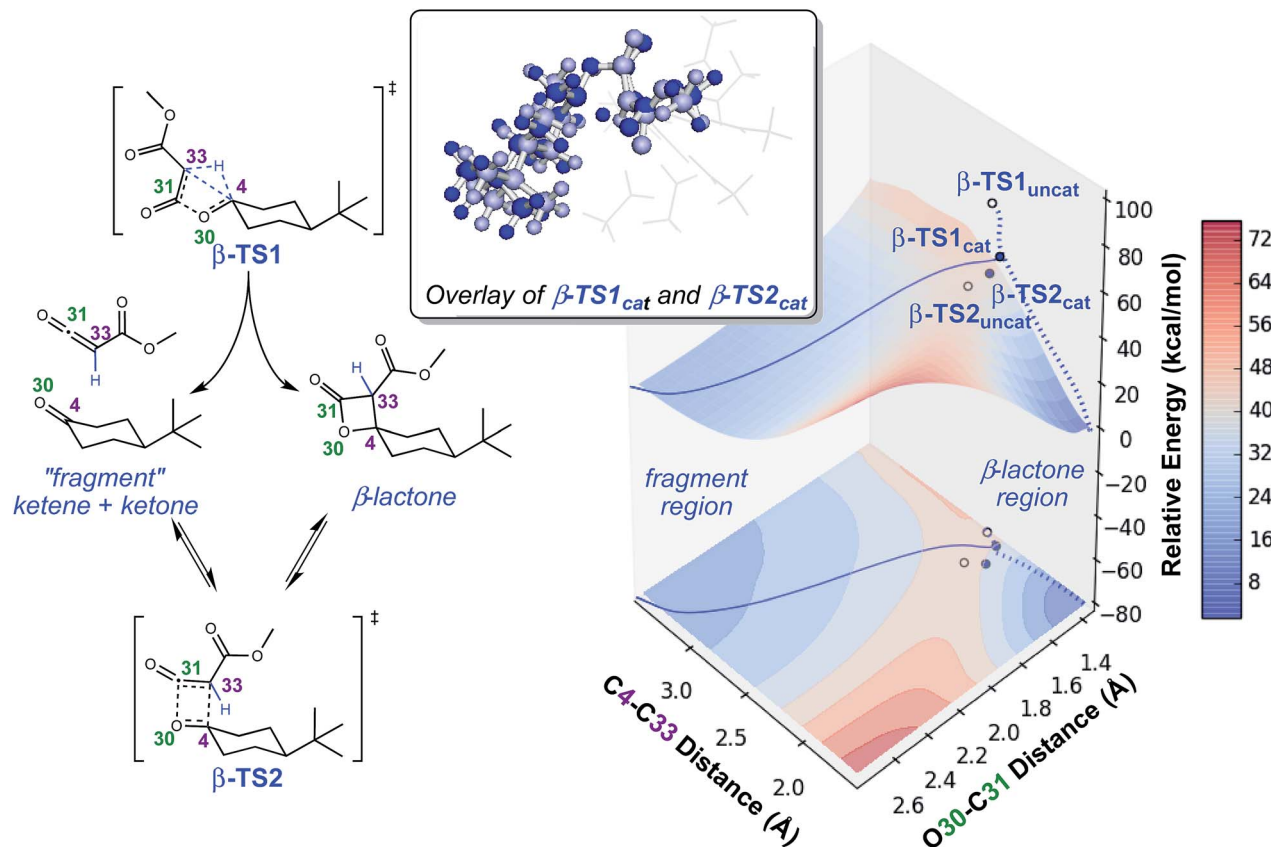 ‡
O
O
O
33
H
31
4
O
O
30
β-TS1
31
O
O
33
O
H
30
O
4
"fragment"
ketene + ketone
O
O
H
O
31
33
O
30
4
β-lactone
‡
O
O
31
O
33
H
O
30
4
β-TS2
Overlay of β-TS1cat and β-TS2cat
β-TS1uncat
β-TS1cat
β-TS2cat
β-TS2uncat
fragment
region
β-lactone
region
100
80
60
40
20
0
−20
−40
−60
−80
Relative Energy (kcal/mol)
72
64
56
48
40
32
24
16
8
3.0
2.5
2.0
C4-C33 Distance (Å)
1.4
1.6
1.8
2.0
2.2
2.4
2.6
O30-C31 Distance (Å)